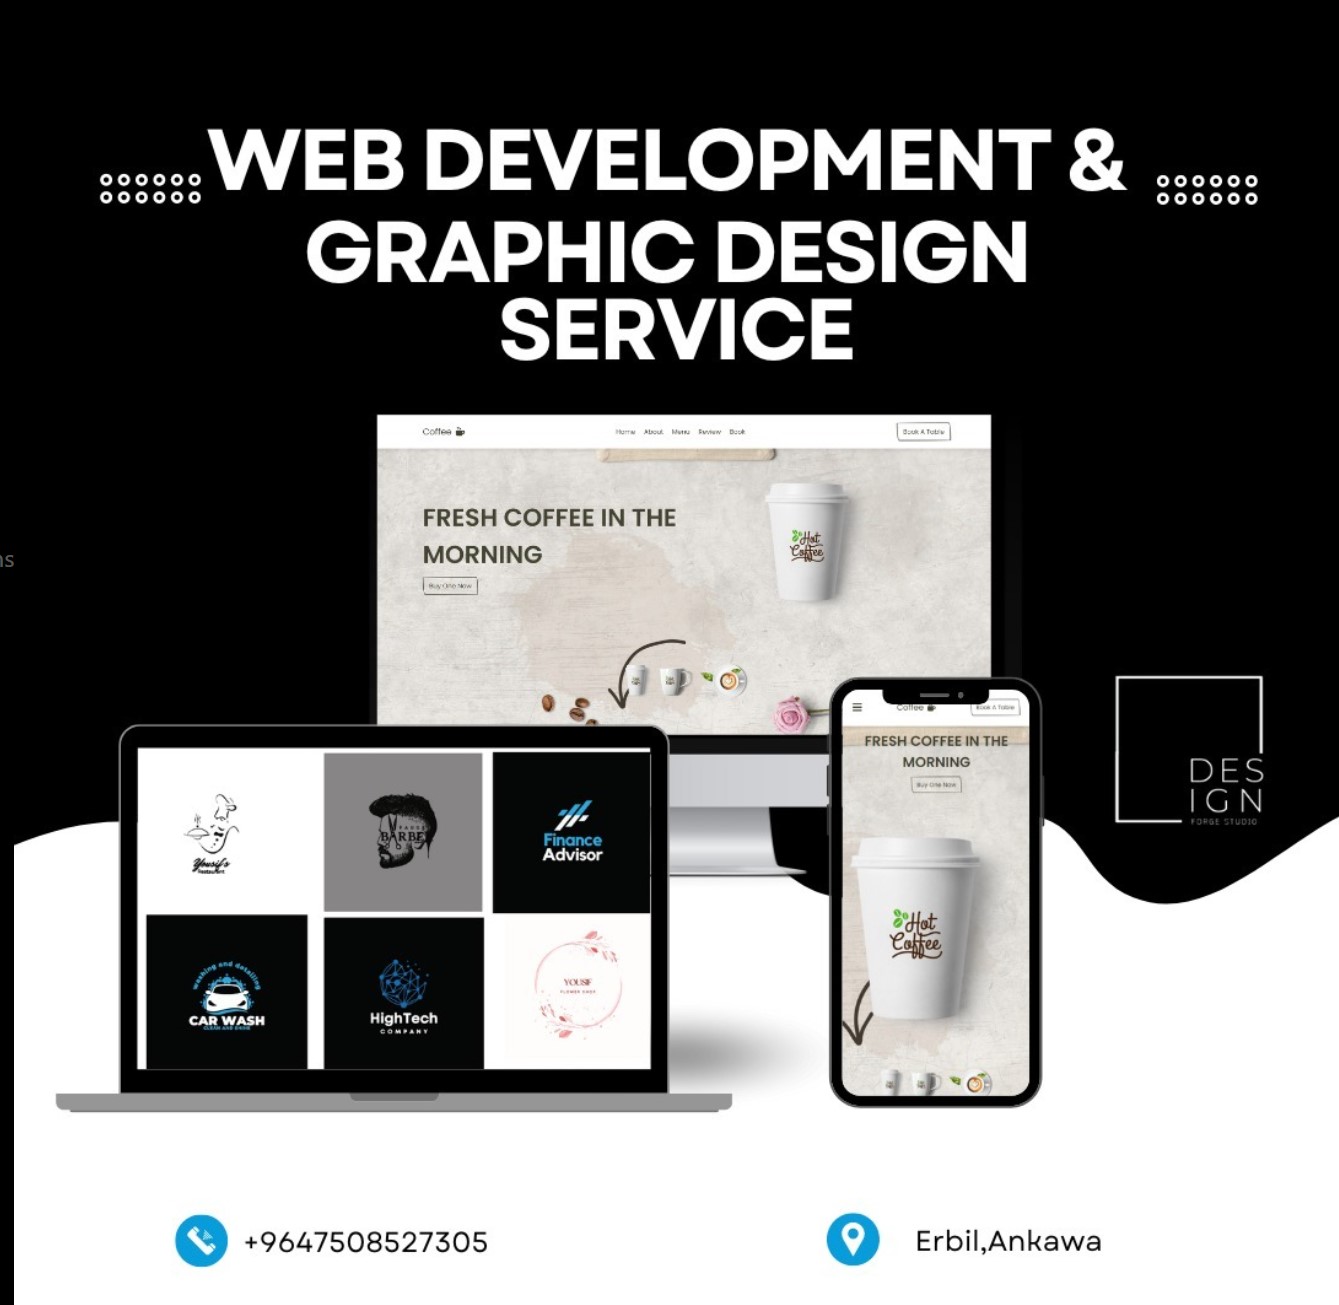 WEB DEVELOPMENT &
GRAPHIC DESIGN
SERVICE
Coffee
Home About Menu Review Book
Book A Table
FRESH COFFEE IN THE
MORNING
Buy One Now
Hot
Coffee
Coffee
Book A Table
FRESH COFFEE IN THE
MORNING
Buy One Now
Hot
Coffee
DES
IGN
FORGE STUDIO
Yousif's
Restaurant
BARBER
Finance
Advisor
washing and detailing
CAR WASH
CLEAN AND SHINE
HighTech
COMPANY
YOUSIF
FLOWER SHOP
+9647508527305
Erbil,Ankawa